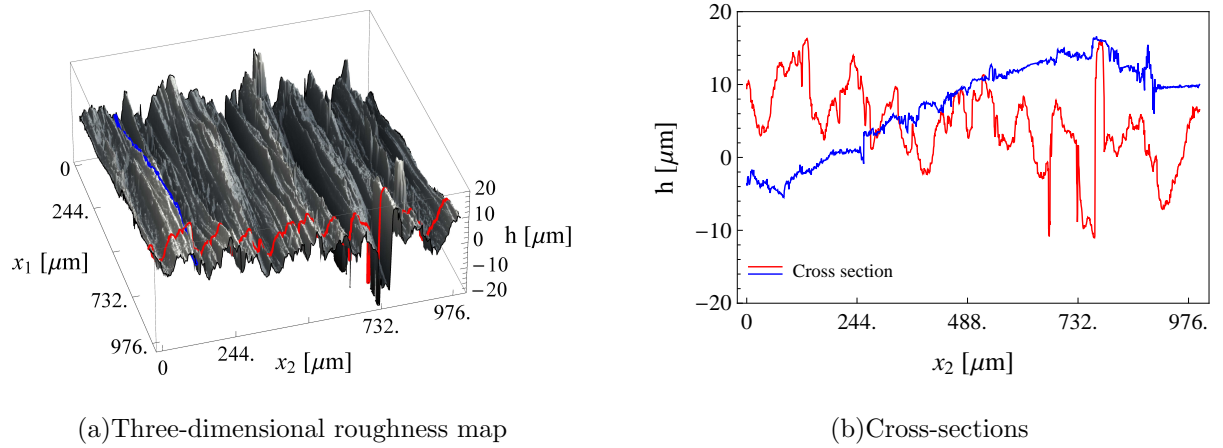 0
244.
732.
976.
x₁ [μm]
0
244.
732.
976.
x₂ [μm]
20
10
0
−10
−20
h [μm]
20
10
0
−10
−20
h [μm]
Cross section
0
244.
488.
732.
976.
x₂ [μm]
(a)Three-dimensional roughness map
(b)Cross-sections